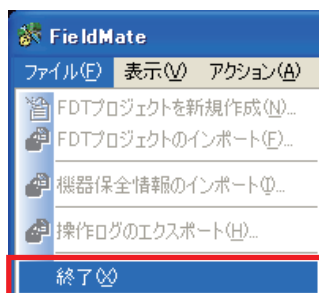 FieldMate
ファイル(F) 表示(V) アクション(A)
FDTプロジェクトを新規作成(N)...
FDTプロジェクトのインポート(F)...
機器保全情報のインポート(I)...
操作ログのエクスポート(H)...
終了(X)